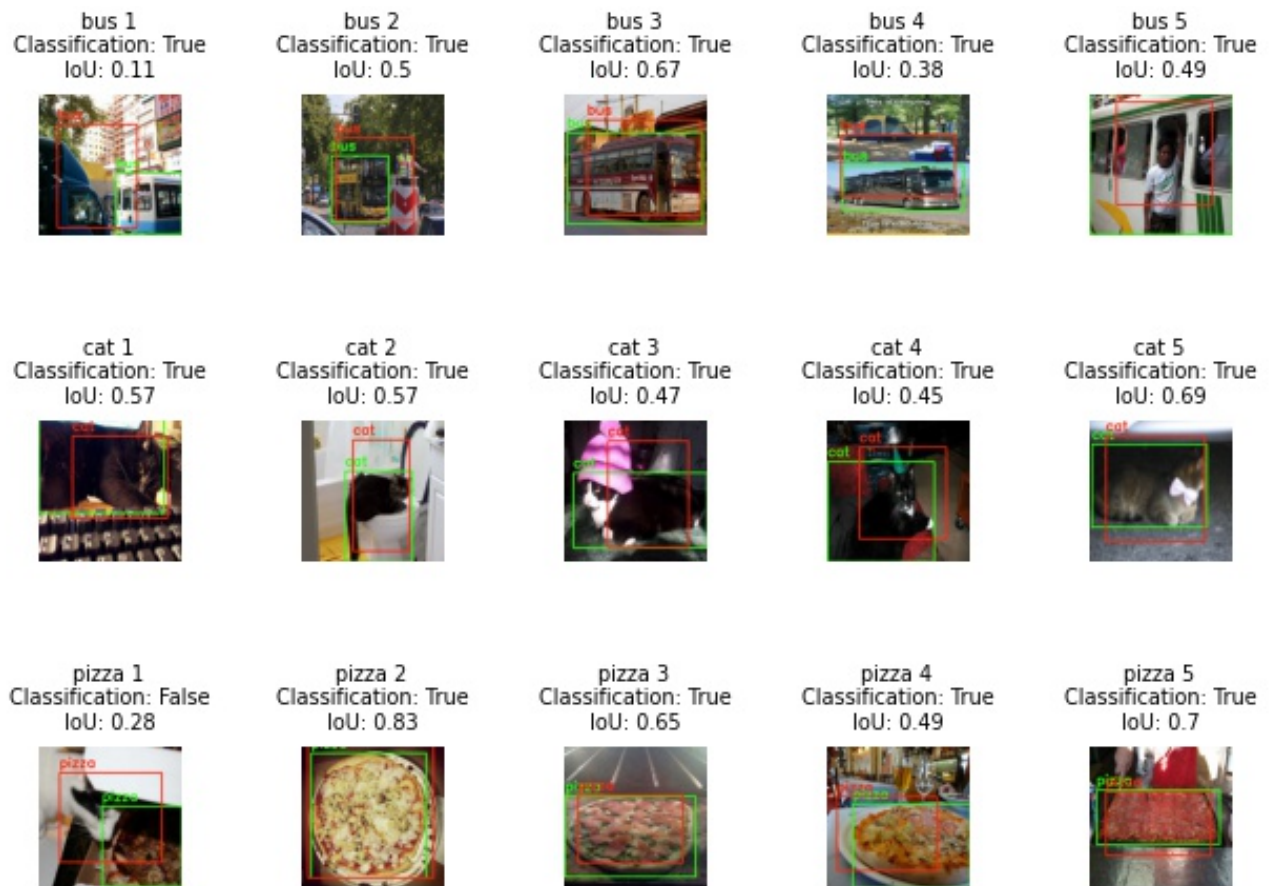 bus 1
Classification: True
IoU: 0.11
bus 2
Classification: True
IoU: 0.5
bus 3
Classification: True
IoU: 0.67
bus 4
Classification: True
IoU: 0.38
bus 5
Classification: True
IoU: 0.49
bus
bus
bus
bus
bus
cat 1
Classification: True
IoU: 0.57
cat 2
Classification: True
IoU: 0.57
cat 3
Classification: True
IoU: 0.47
cat 4
Classification: True
IoU: 0.45
cat 5
Classification: True
IoU: 0.69
cat
cat
cat
cat
cat
cat
cat
cat
cat
pizza 1
Classification: False
IoU: 0.28
pizza 2
Classification: True
IoU: 0.83
pizza 3
Classification: True
IoU: 0.65
pizza 4
Classification: True
IoU: 0.49
pizza 5
Classification: True
IoU: 0.7
pizza
pizza
pizza
pizza
pizza
pizza